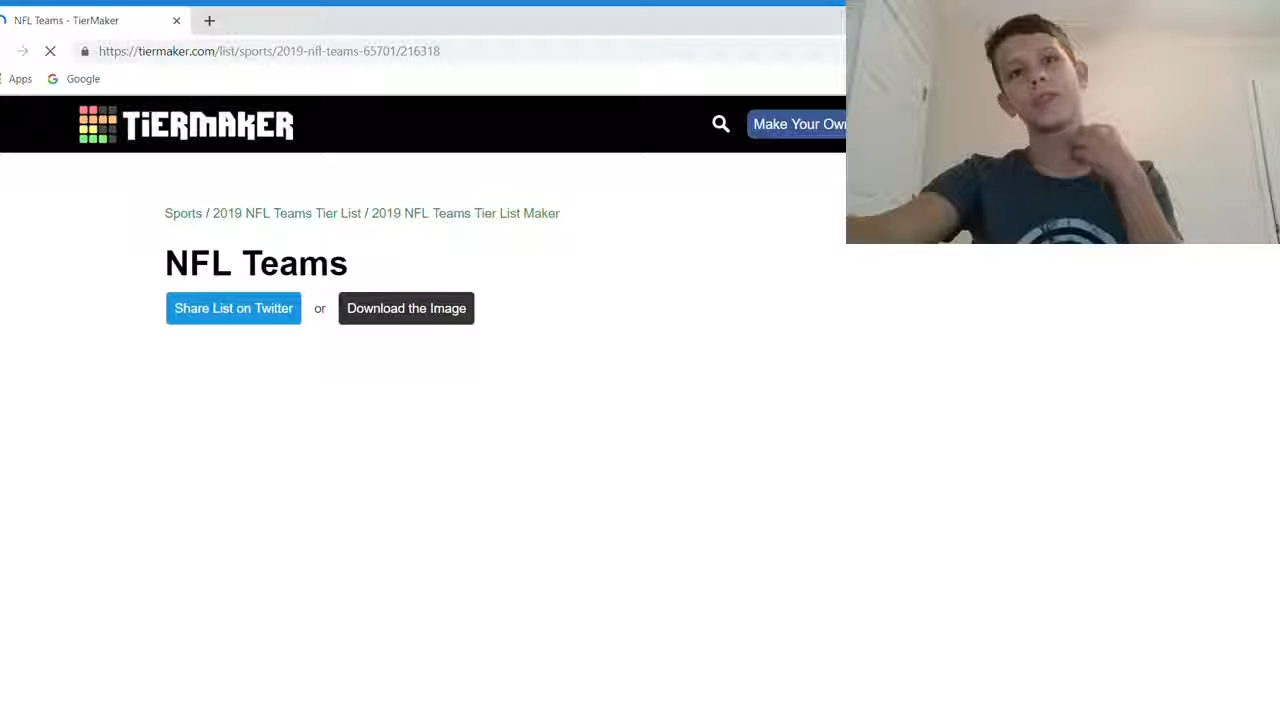 NFL Teams - TierMaker
https://tiermaker.com/list/sports/2019-nfl-teams-65701/216318
Apps Google
TiERMAKER
Make Your Own
Sports / 2019 NFL Teams Tier List / 2019 NFL Teams Tier List Maker
NFL Teams
Share List on Twitter or Download the Image